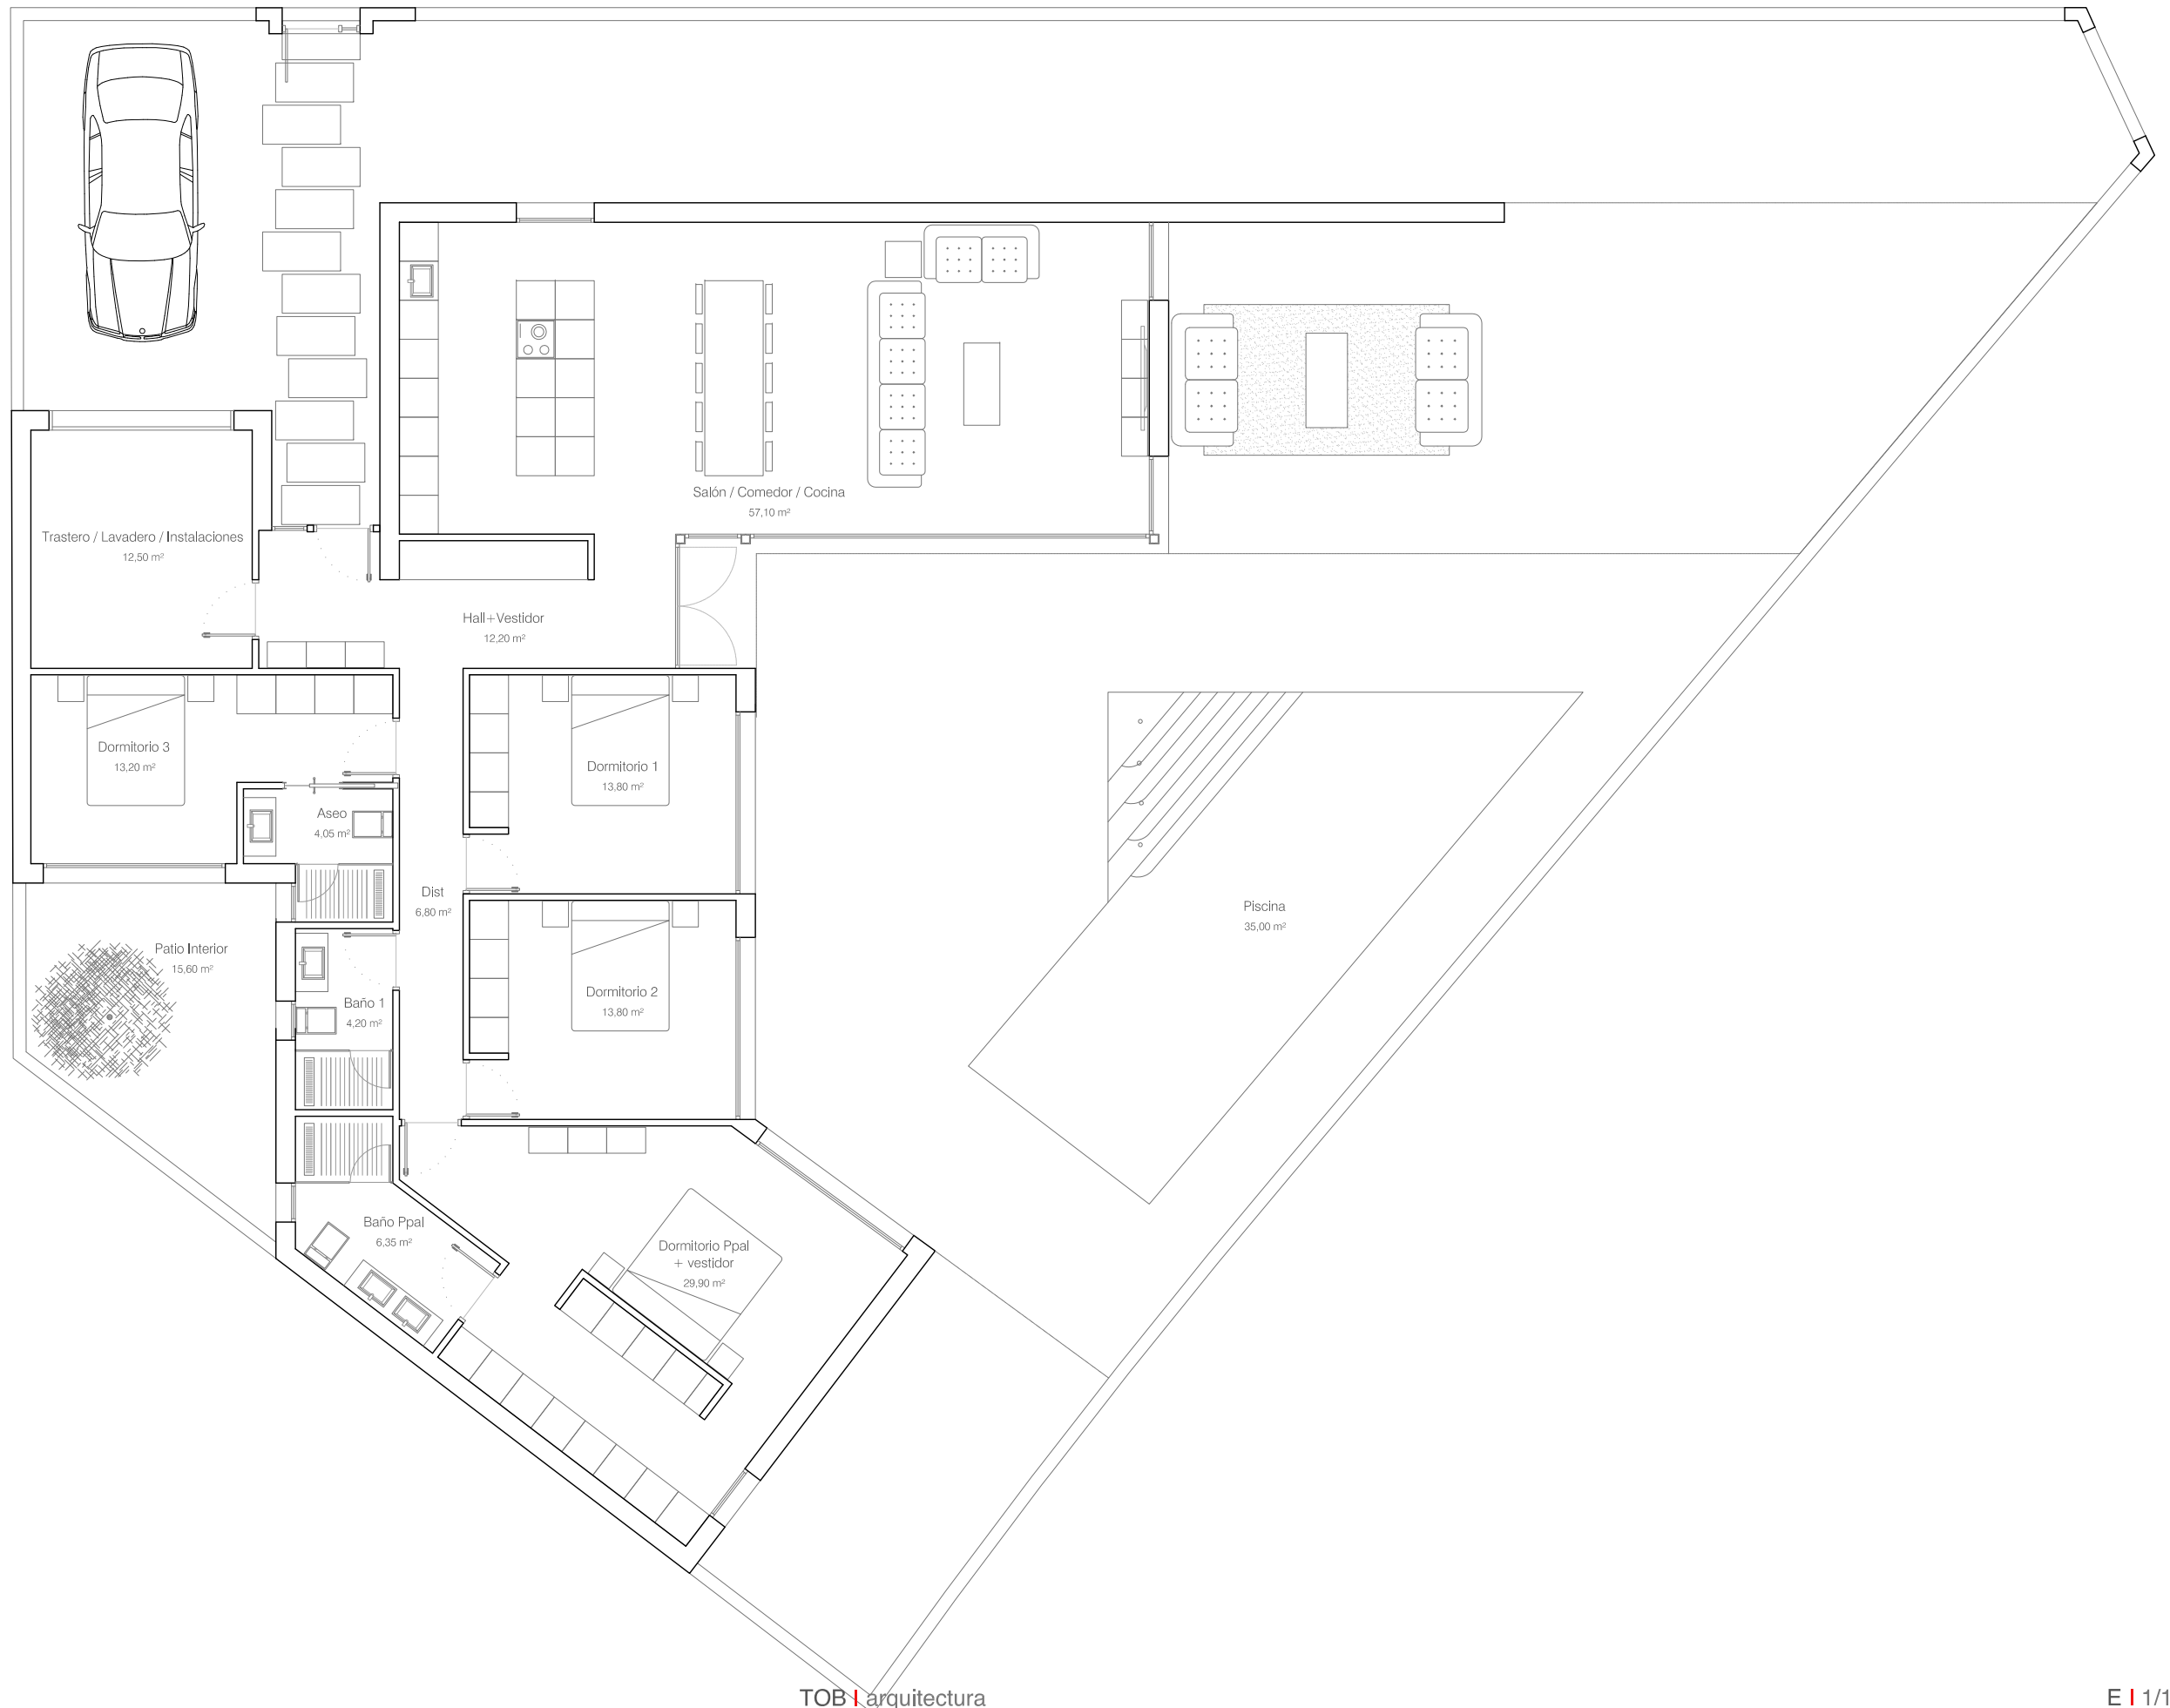 Salón / Comedor / Cocina
57,10 m²
Trastero / Lavadero / Instalaciones
12,50 m²
Hall+Vestidor
12,20 m²
Dormitorio 3
13,20 m²
Dormitorio 1
13,80 m²
Aseo
4,05 m²
Dist
6,80 m²
Piscina
35,00 m²
Patio Interior
15,60 m²
Dormitorio 2
13,80 m²
Baño 1
4,20 m²
Baño Ppal
6,35 m²
Dormitorio Ppal
+ vestidor
29,90 m²
TOB | arquitectura
E | 1/1